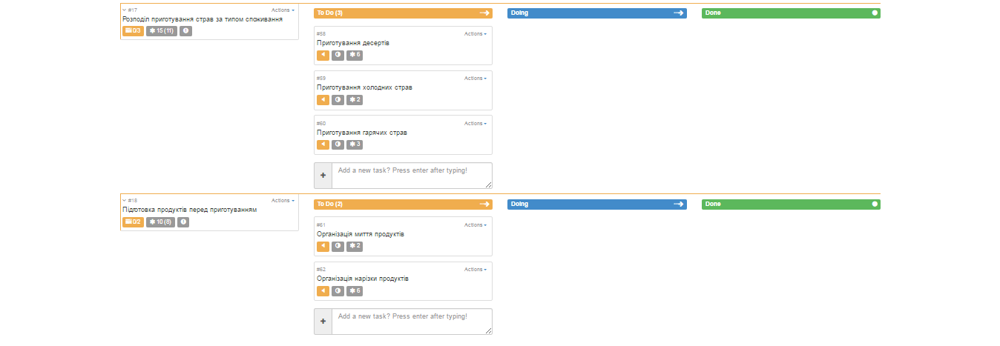 #17 Actions
Розподіл приготування страв за типом споживання
0/3 15 (11)
To Do (3)
Doing
Done
#58 Actions
Приготування десертів
6
#59 Actions
Приготування холодних страв
2
#60 Actions
Приготування гарячих страв
3
Add a new task? Press enter after typing!
#18 Actions
Підготовка продуктів перед приготуванням
0/2 10 (8)
To Do (2)
Doing
Done
#61 Actions
Організація миття продуктів
2
#62 Actions
Організація нарізки продуктів
6
Add a new task? Press enter after typing!